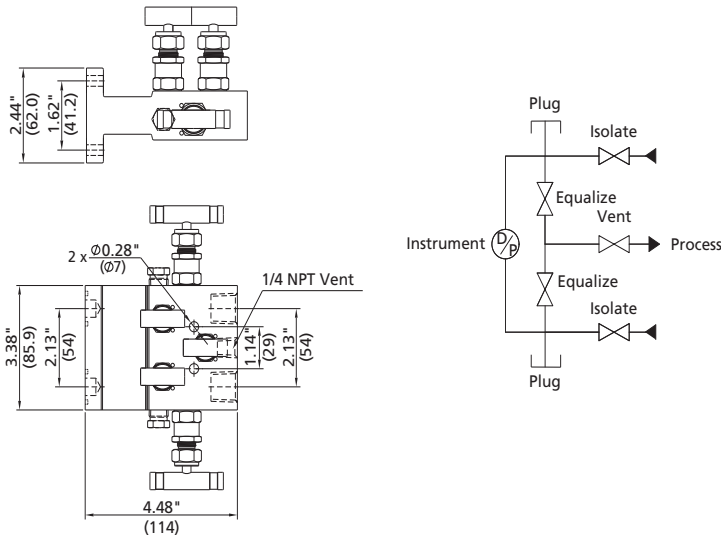 2.44"
(62.0)
1.62"
(41.2)
2 x Ø0.28"
(Ø7)
1/4 NPT Vent
3.38"
(85.9)
2.13"
(54)
1.14"
(29)
2.13"
(54)
4.48"
(114)
Plug
Isolate
Equalize
Vent
Instrument
D/P
Process
Equalize
Isolate
Plug